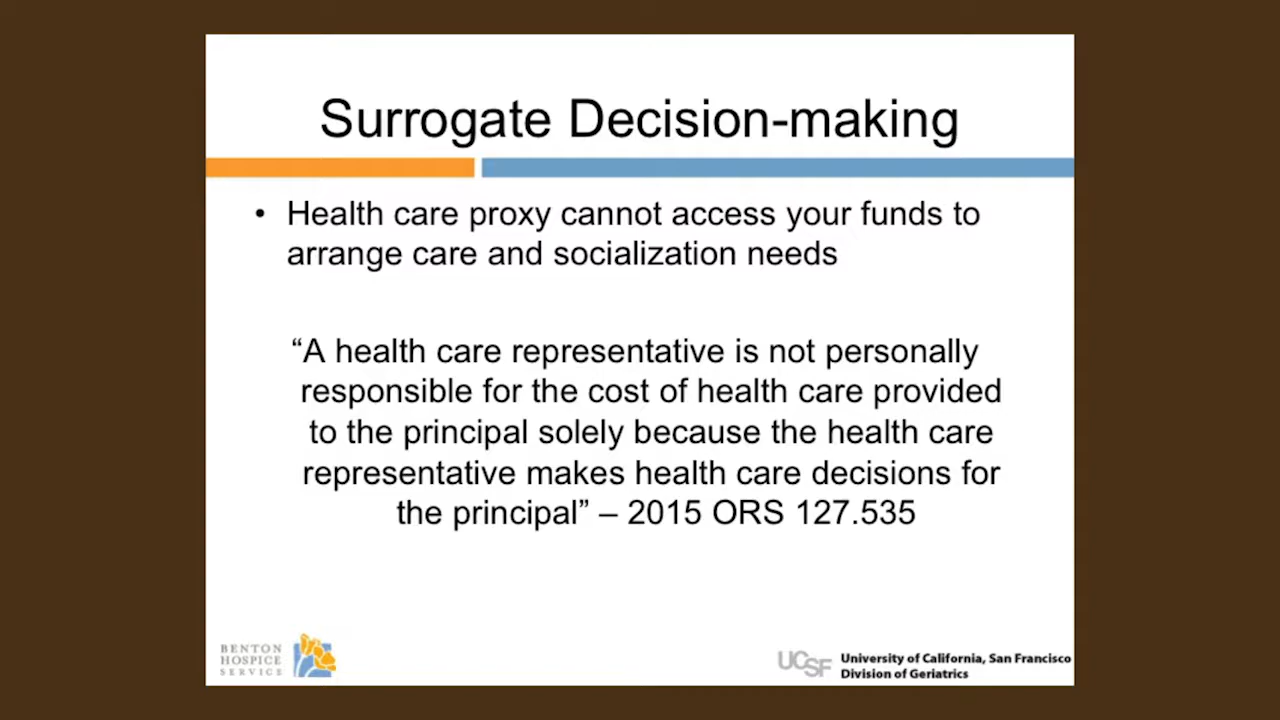 Surrogate Decision-making
• Health care proxy cannot access your funds to
arrange care and socialization needs
“A health care representative is not personally
responsible for the cost of health care provided
to the principal solely because the health care
representative makes health care decisions for
the principal” – 2015 ORS 127.535
BENTON
HOSPICE
SERVICE
UCSF
University of California, San Francisco
Division of Geriatrics